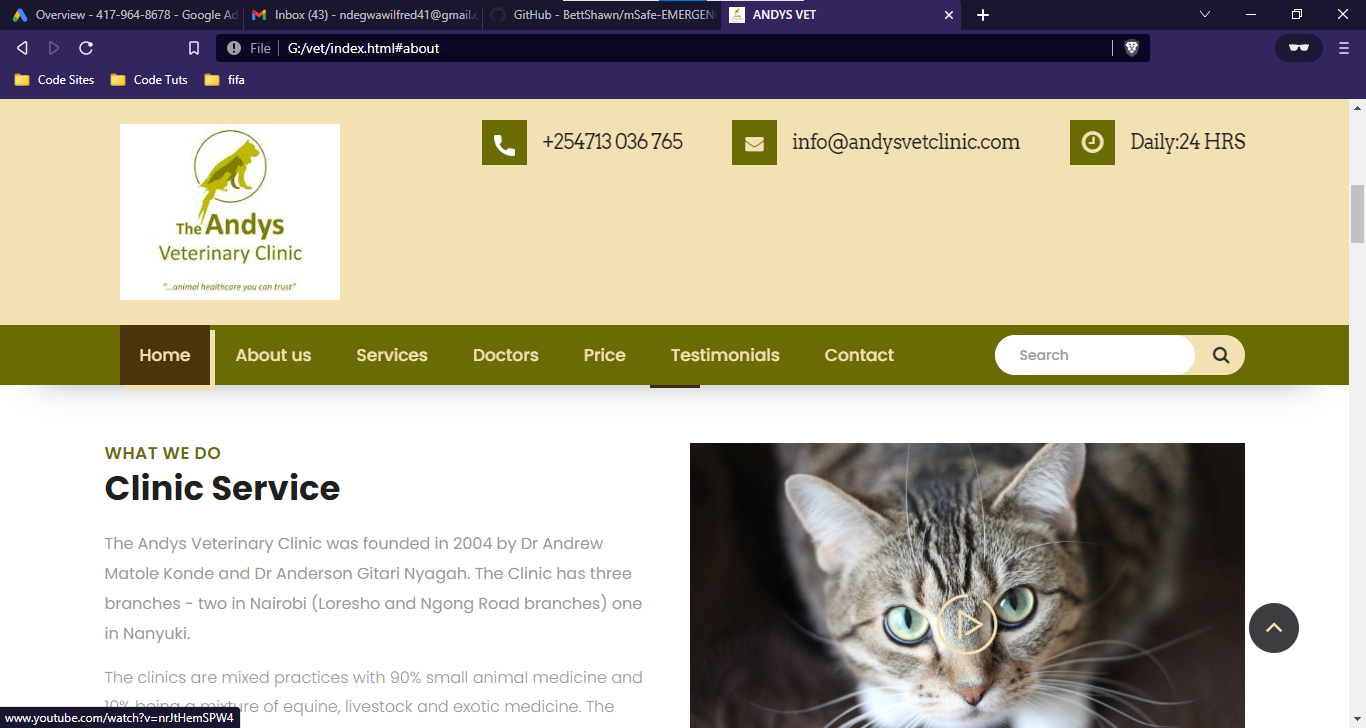 Overview - 417-964-8678 - Google Ad
Inbox (43) - ndegwawilfred41@gmail.c
GitHub - BettShawn/mSafe-EMERGEN
ANDYS VET
File
G:/vet/index.html#about
Code Sites
Code Tuts
fifa
The Andys
Veterinary Clinic
"...animal healthcare you can trust"
+254713 036 765
info@andysvetclinic.com
Daily:24 HRS
Home
About us
Services
Doctors
Price
Testimonials
Contact
Search
WHAT WE DO
Clinic Service
The Andys Veterinary Clinic was founded in 2004 by Dr Andrew
Matole Konde and Dr Anderson Gitari Nyagah. The Clinic has three
branches - two in Nairobi (Loresho and Ngong Road branches) one
in Nanyuki.
The clinics are mixed practices with 90% small animal medicine and
10% being a mixture of equine, livestock and exotic medicine. The
www.youtube.com/watch?v=nrJtHemSPW4